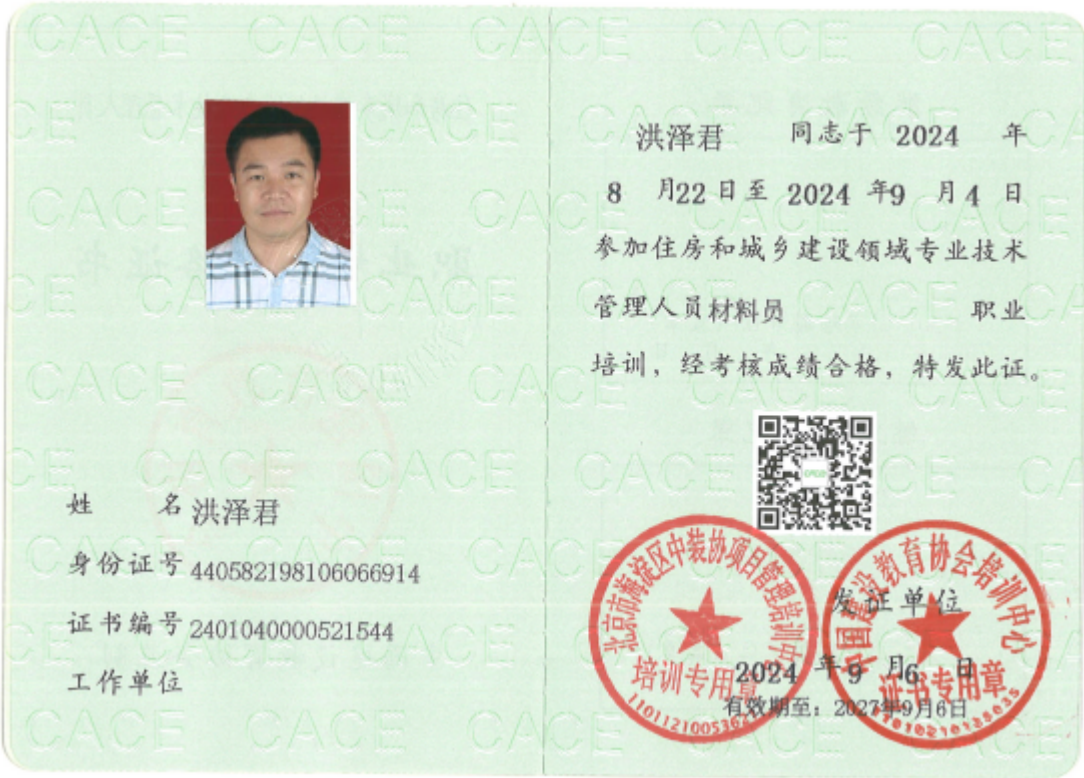 姓 名 洪泽君
身份证号 440582198106066914
证书编号 2401040000521544
工作单位
洪泽君 同志于 2024 年
8 月22日至 2024 年9 月4日
参加住房和城乡建设领域专业技术
管理人员材料员 职业
培训，经考核成绩合格，特发此证。
北京市海淀区中装协项目管理培训中
培训专用章
中国建设教育协会培训中心
证书专用章
发证单位
2024 年9 月6 日
有效期至：2027年9月6日
CACE